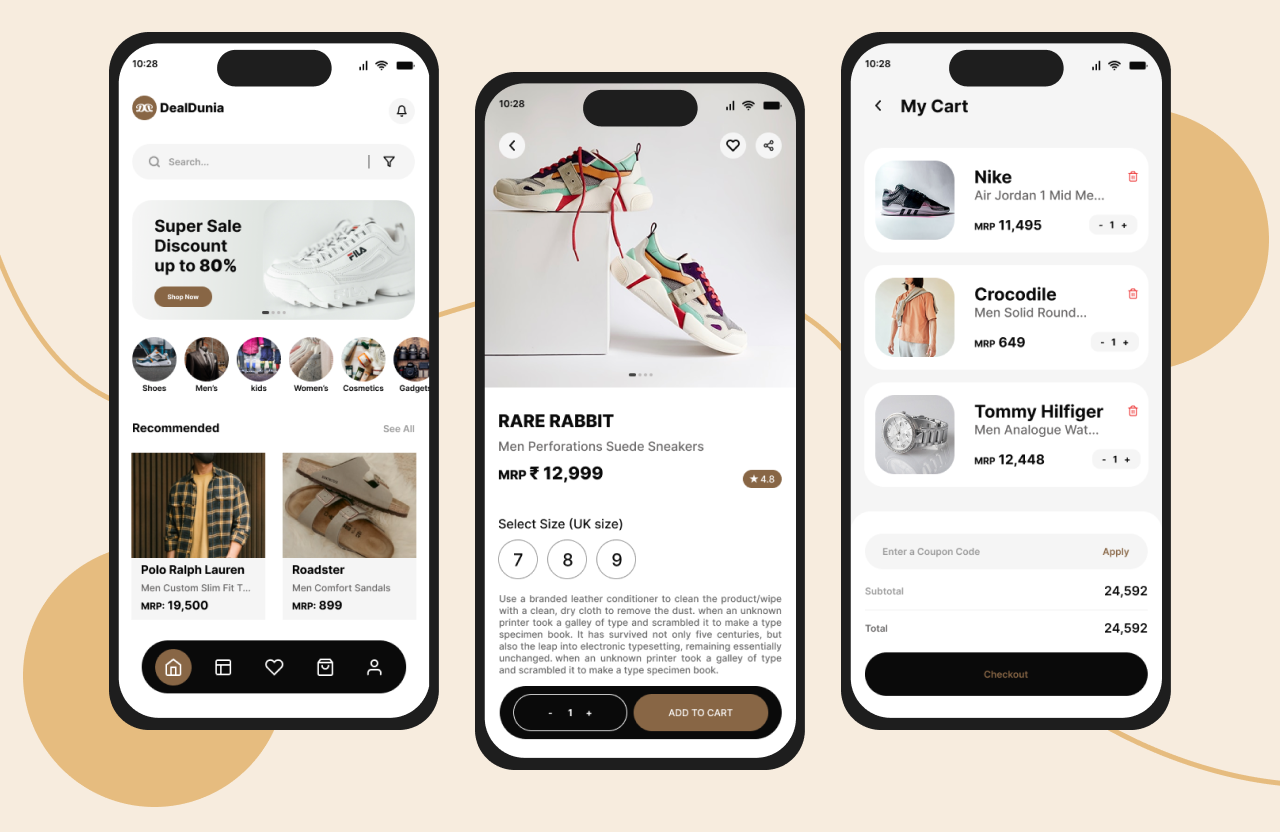 10:28
DealDunia
Search...
Super Sale
Discount
up to 80%
Shop Now
FILA
Shoes
Men's
kids
Women's
Cosmetics
Gadgets
Recommended
See All
Polo Ralph Lauren
Men Custom Slim Fit T...
MRP: 19,500
Roadster
Men Comfort Sandals
MRP: 899
10:28
RARE RABBIT
Men Perforations Suede Sneakers
MRP ₹ 12,999
★ 4.8
Select Size (UK size)
7 8 9
Use a branded leather conditioner to clean the product/wipe
with a clean, dry cloth to remove the dust. when an unknown
printer took a galley of type and scrambled it to make a type
specimen book. It has survived not only five centuries, but
also the leap into electronic typesetting, remaining essentially
unchanged. when an unknown printer took a galley of type
and scrambled it to make a type specimen book.
- 1 +
ADD TO CART
10:28
My Cart
Nike
Air Jordan 1 Mid Me...
MRP 11,495
- 1 +
Crocodile
Men Solid Round...
MRP 649
- 1 +
Tommy Hilfiger
Men Analogue Wat...
MRP 12,448
- 1 +
Enter a Coupon Code
Apply
Subtotal 24,592
Total 24,592
Checkout